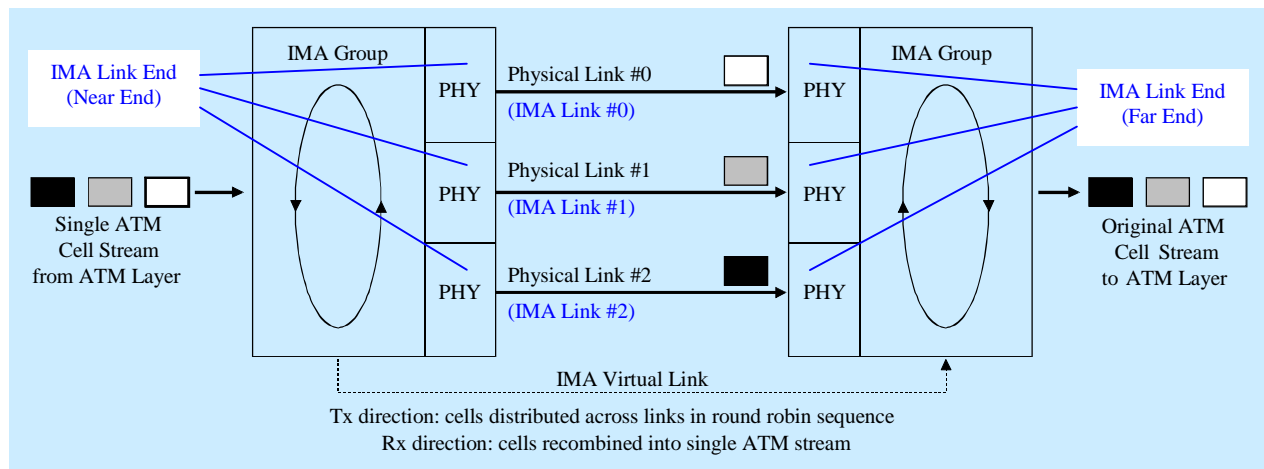 IMA Group
IMA Group
IMA Link End
(Near End)
PHY
Physical Link #0
(IMA Link #0)
PHY
IMA Link End
(Far End)
PHY
Physical Link #1
(IMA Link #1)
PHY
Single ATM
Cell Stream
from ATM Layer
Original ATM
Cell Stream
to ATM Layer
PHY
Physical Link #2
(IMA Link #2)
PHY
IMA Virtual Link
Tx direction: cells distributed across links in round robin sequence
Rx direction: cells recombined into single ATM stream